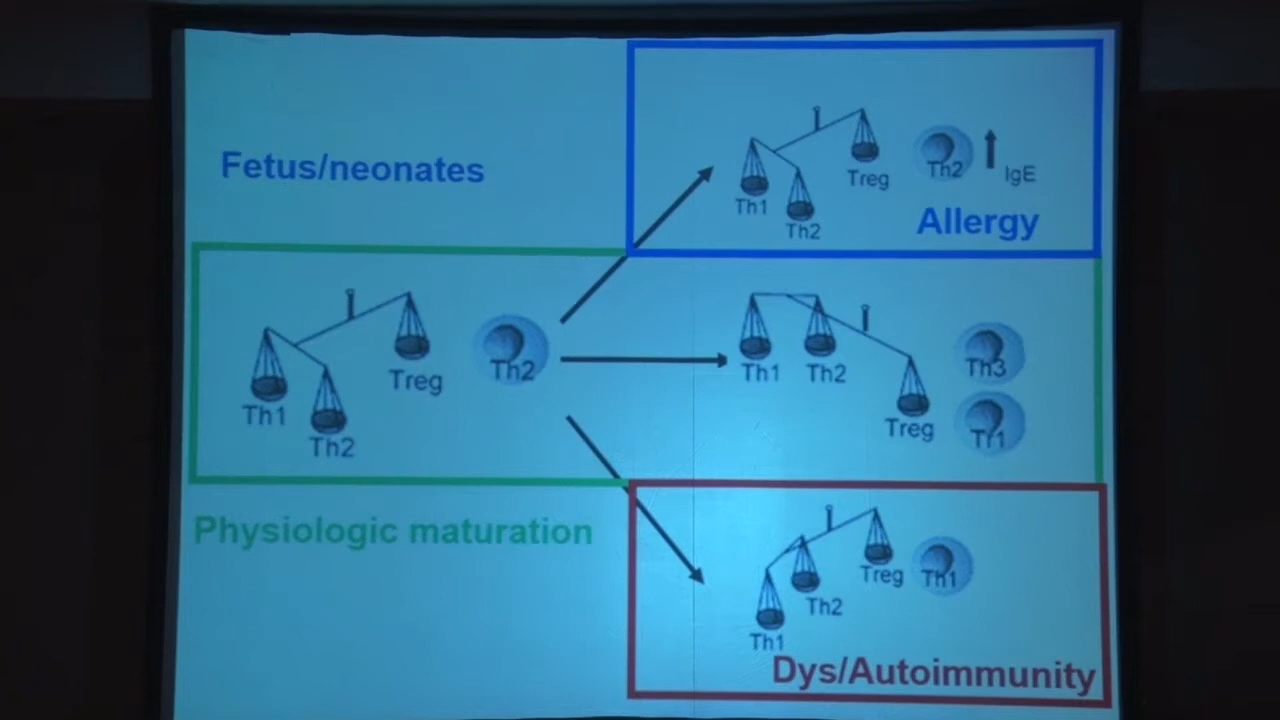 Fetus/neonates
Th1
Th2
Treg
Th2
Physiologic maturation
Th1
Th2
Treg
Th2
IgE
Allergy
Th1
Th2
Treg
Th3
Tr1
Th1
Th2
Treg
Th1
Dys/Autoimmunity